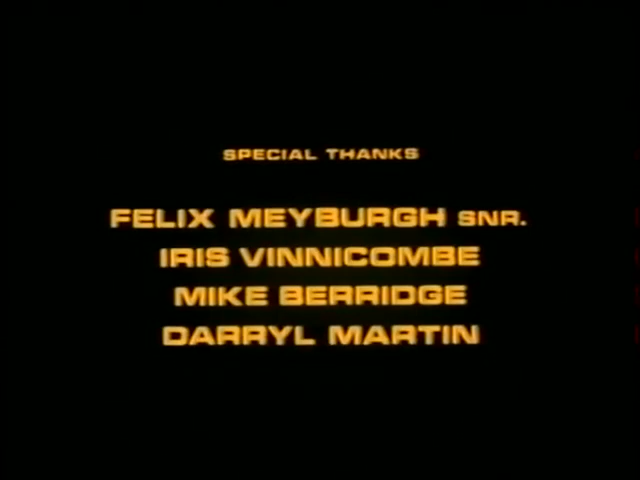 SPECIAL THANKS
FELIX MEYBURGH SNR.
IRIS VINNICOMBE
MIKE BERRIDGE
DARRYL MARTIN